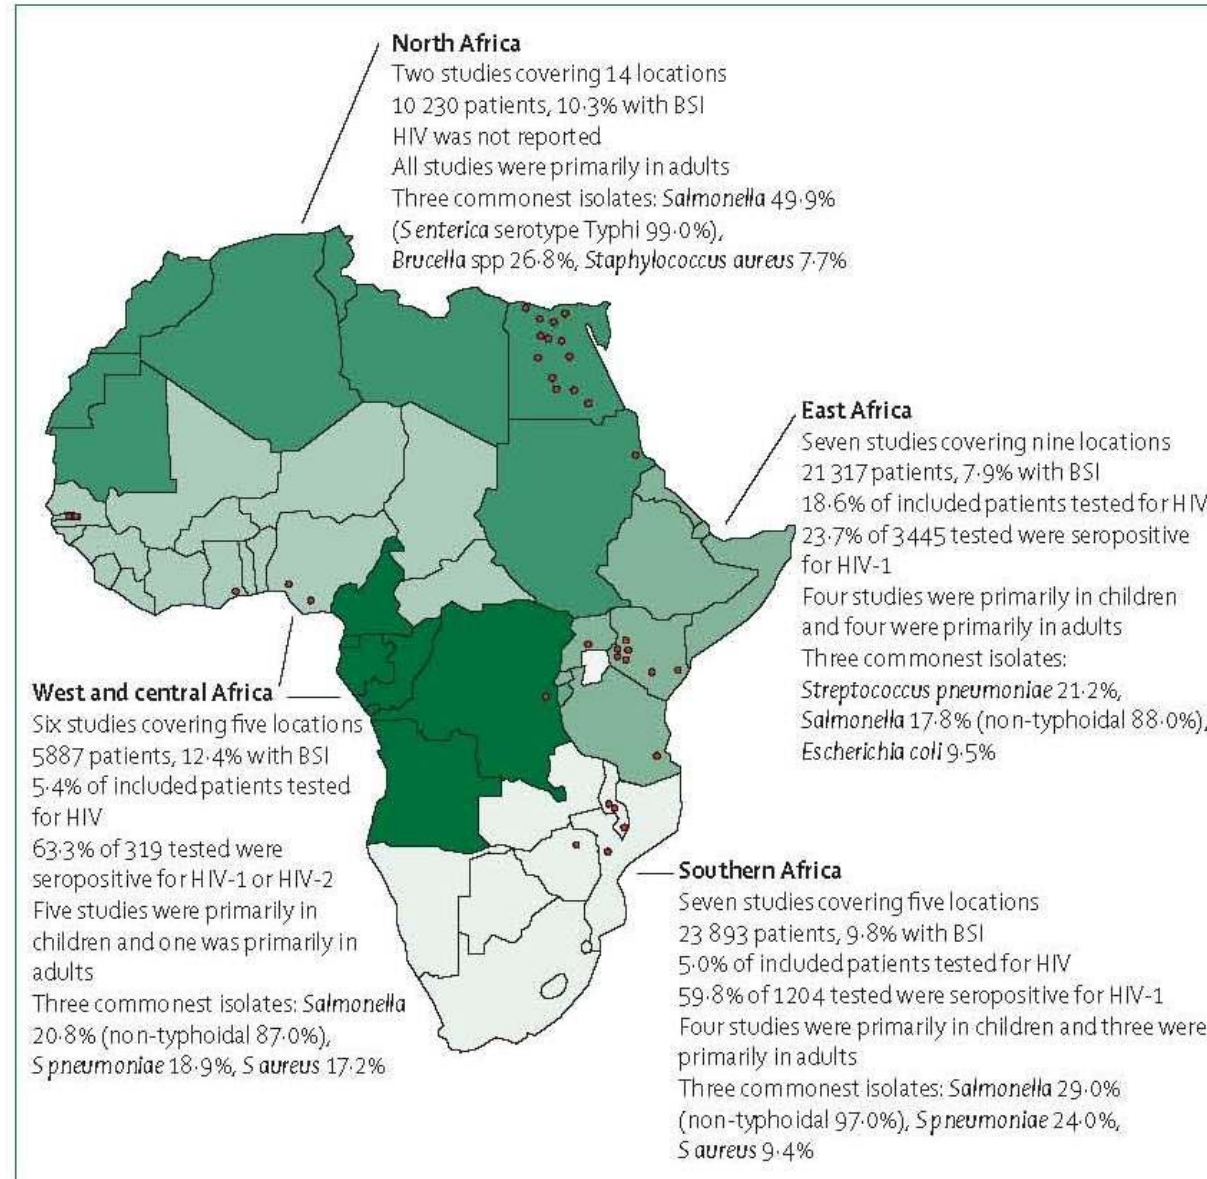 North Africa
Two studies covering 14 locations
10 230 patients, 10·3% with BSI
HIV was not reported
All studies were primarily in adults
Three commonest isolates: Salmonella 49·9%
(S enterica serotype Typhi 99·0%),
Brucella spp 26·8%, Staphylococcus aureus 7·7%
East Africa
Seven studies covering nine locations
21 317 patients, 7·9% with BSI
18·6% of included patients tested for HIV
23·7% of 3445 tested were seropositive
for HIV-1
Four studies were primarily in children
and four were primarily in adults
Three commonest isolates:
Streptococcus pneumoniae 21·2%,
Salmonella 17·8% (non-typhoidal 88·0%),
Escherichia coli 9·5%
West and central Africa
Six studies covering five locations
5887 patients, 12·4% with BSI
5·4% of included patients tested
for HIV
63·3% of 319 tested were
seropositive for HIV-1 or HIV-2
Five studies were primarily in
children and one was primarily in
adults
Three commonest isolates: Salmonella
20·8% (non-typhoidal 87·0%),
S pneumoniae 18·9%, S aureus 17·2%
Southern Africa
Seven studies covering five locations
23 893 patients, 9·8% with BSI
5·0% of included patients tested for HIV
59·8% of 1204 tested were seropositive for HIV-1
Four studies were primarily in children and three were
primarily in adults
Three commonest isolates: Salmonella 29·0%
(non-typhoidal 97·0%), S pneumoniae 24·0%,
S aureus 9·4%